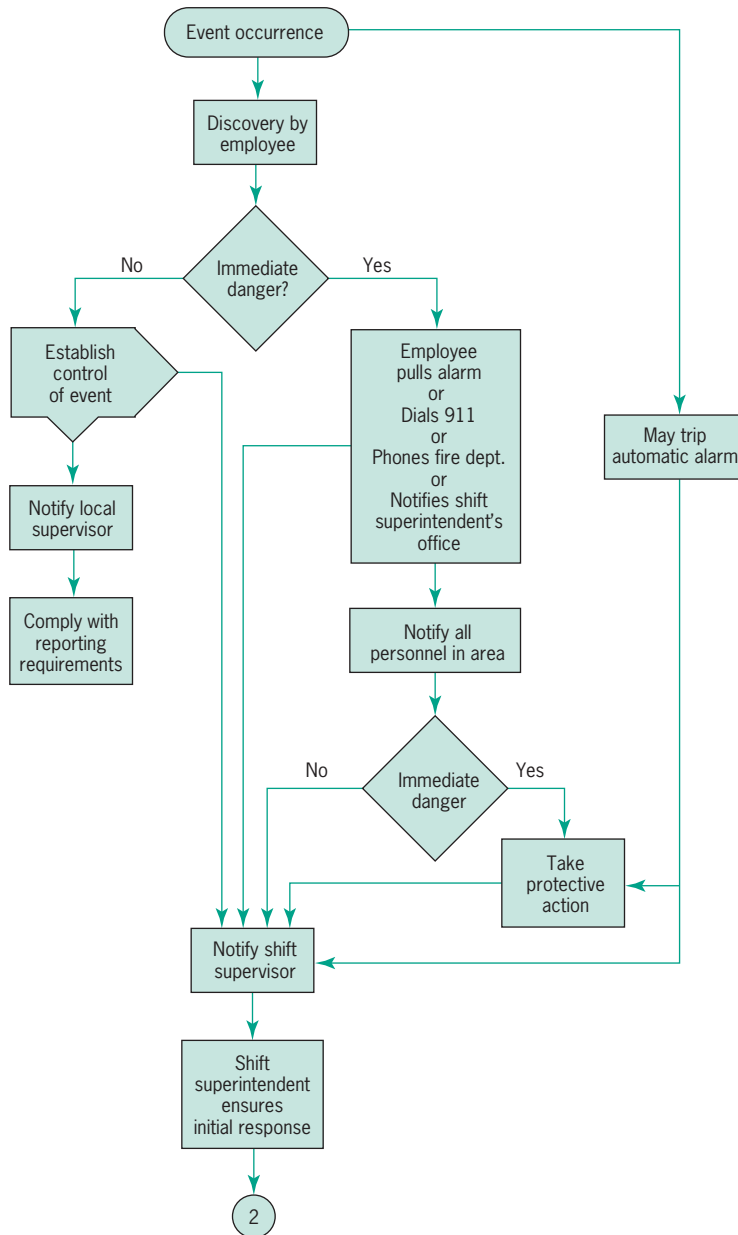 Event occurrence
Discovery by
employee
No
Immediate
danger?
Yes
Establish
control
of event
Employee
pulls alarm
or
Dials 911
or
Phones fire dept.
or
Notifies shift
superintendent's
office
May trip
automatic alarm
Notify local
supervisor
Comply with
reporting
requirements
Notify all
personnel in area
No
Immediate
danger
Yes
Take
protective
action
Notify shift
supervisor
Shift
superintendent
ensures
initial response
2